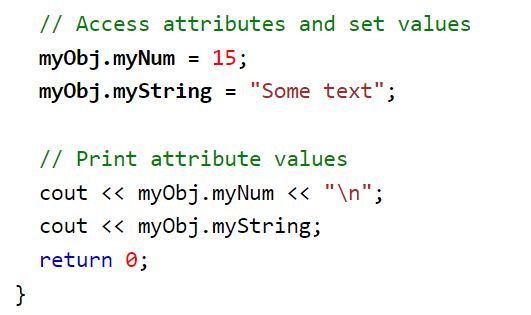 // Access attributes and set values
myObj.myNum = 15;
myObj.myString = "Some text";
// Print attribute values
cout << myObj.myNum << "\n";
cout << myObj.myString;
return 0;
}